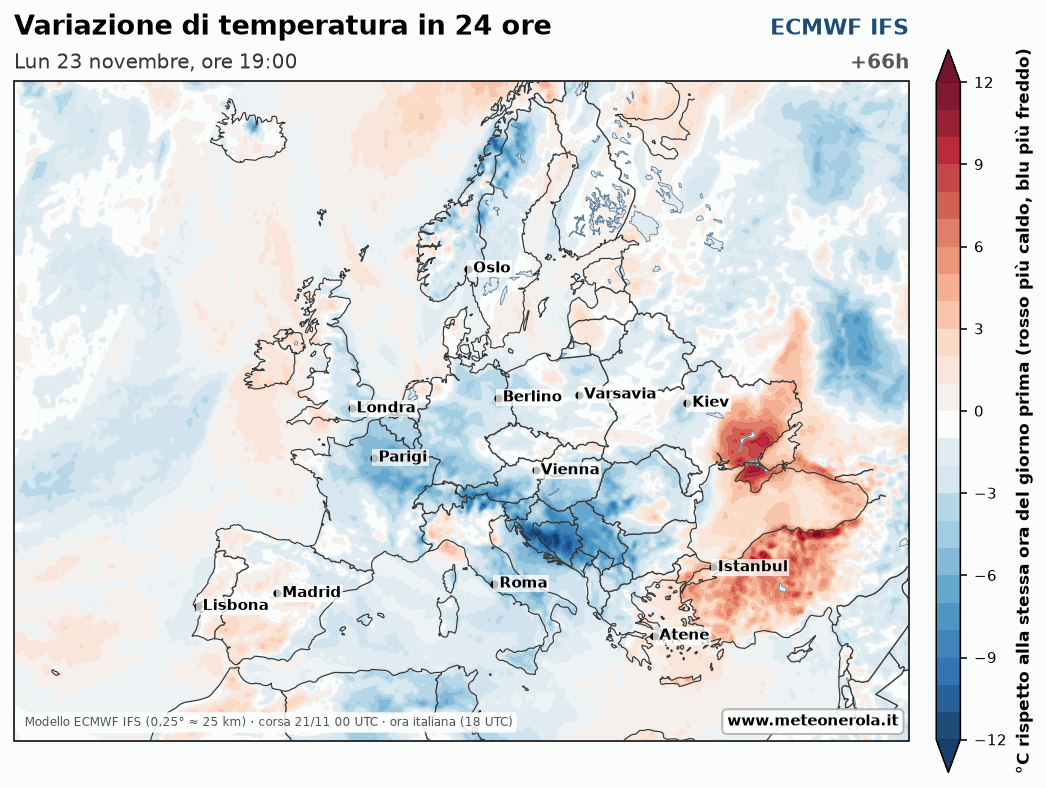 Variazione di temperatura in 24 ore
ECMWF IFS
Lun 23 novembre, ore 19:00
+66h
Oslo
Berlino
Varsavia
Kiev
Londra
Parigi
Vienna
Istanbul
Roma
Madrid
Lisbona
Atene
Modello ECMWF IFS (0,25° ≈ 25 km) · corsa 21/11 00 UTC · ora italiana (18 UTC)
www.meteonerola.it
12
9
6
3
0
−3
−6
−9
−12
°C rispetto alla stessa ora del giorno prima (rosso più caldo, blu più freddo)